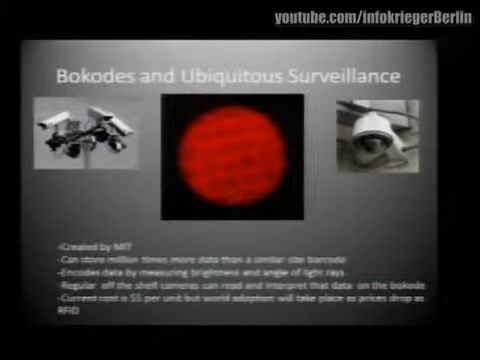 youtube.com/infokriegerBerlin
Bokodes and Ubiquitous Surveillance
-Created by MIT
-Can store million times more data than a similar size barcode
-Encodes data by measuring brightness and angle of light rays
-Regular off the shelf cameras can read and interpret that data on the bokode
-Current cost is $5 per unit but world adoption will take place as prices drop as
RFID